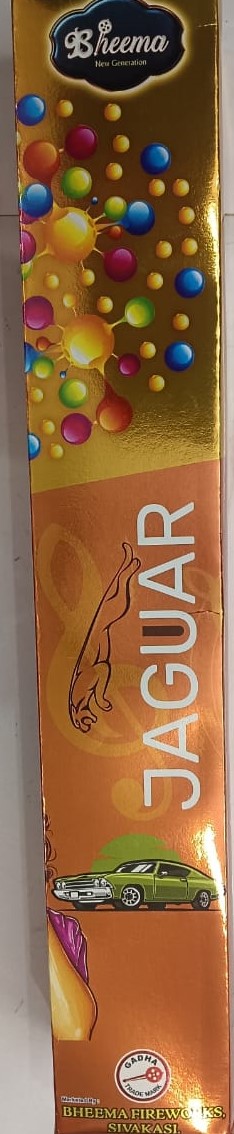 Bheema
New Generation
JAGUAR
GADHA
TRADE MARK
Marketed By :
BHEEMA FIREWORKS,
SIVAKASI.